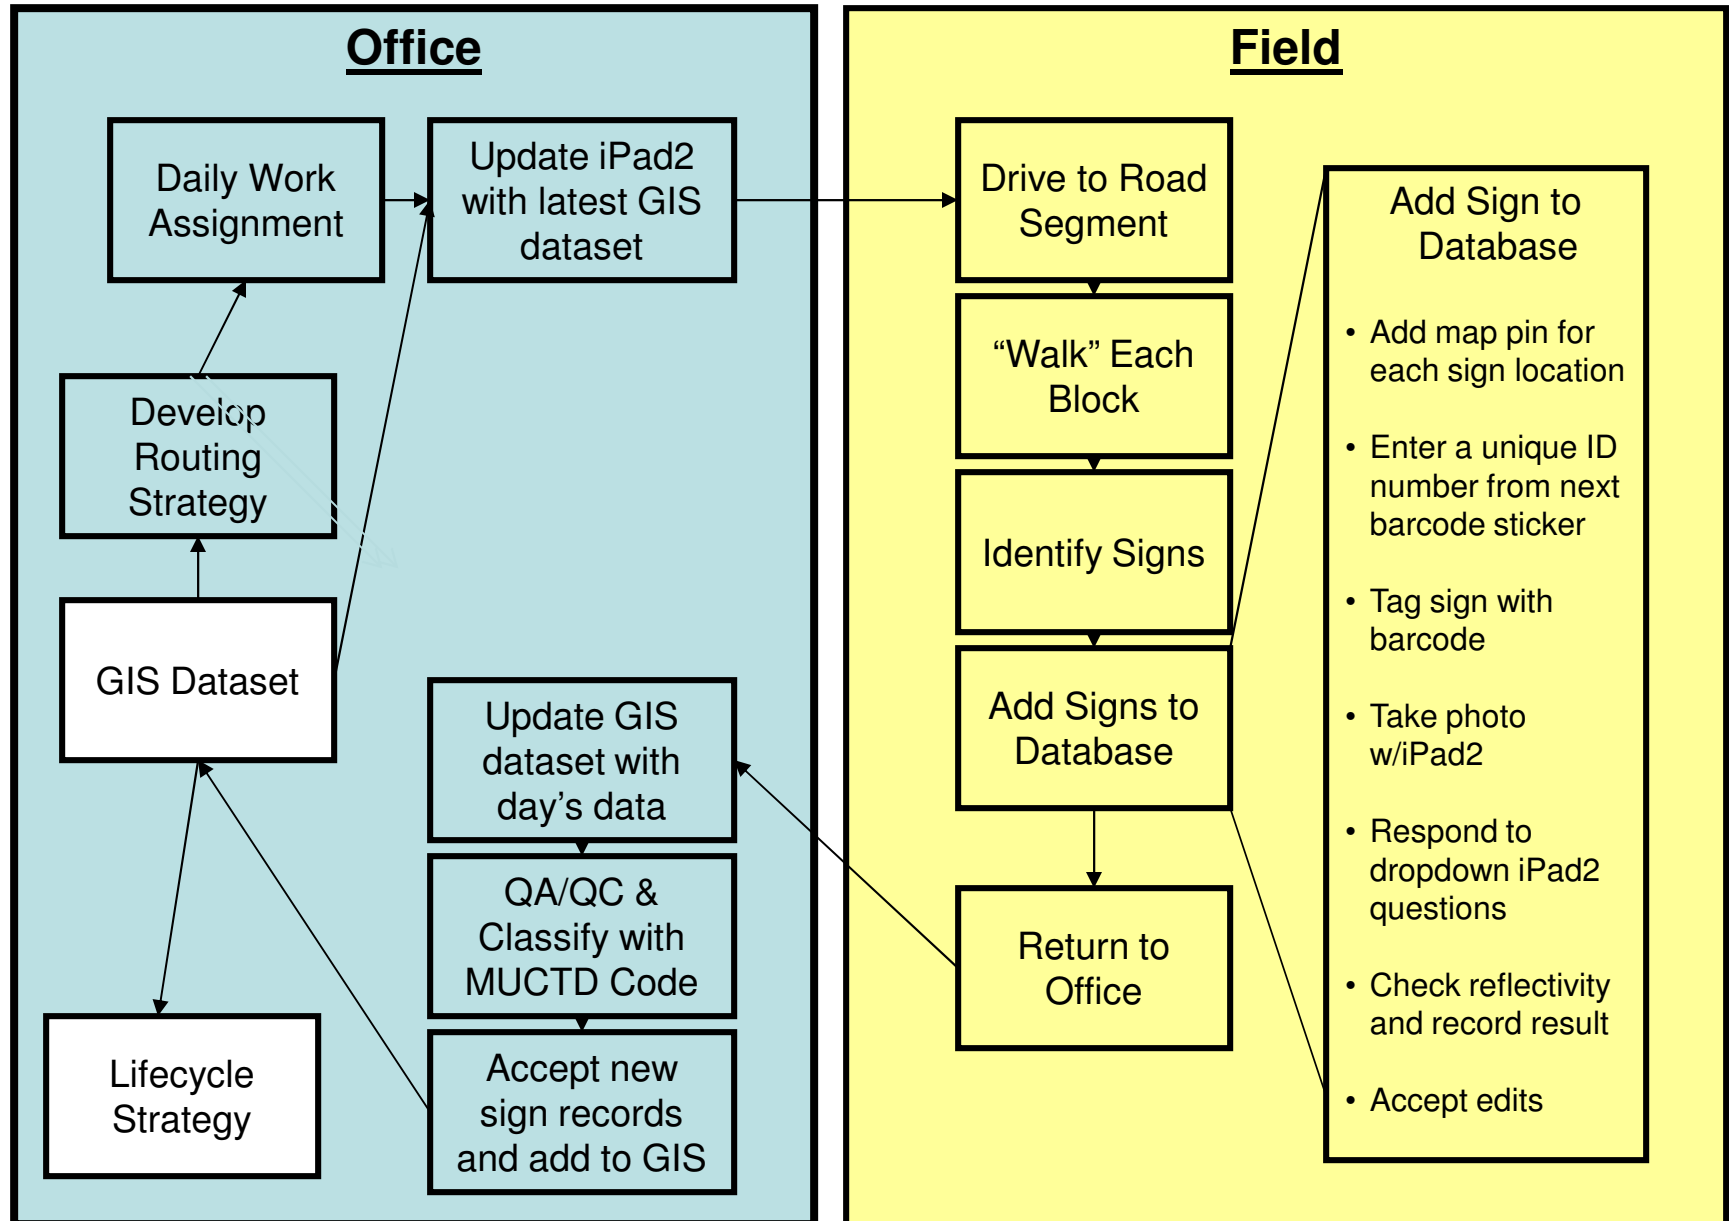 Office
Daily Work
Assignment
Update iPad2
with latest GIS
dataset
Develop
Routing
Strategy
GIS Dataset
Update GIS
dataset with
day’s data
QA/QC &
Classify with
MUCTD Code
Accept new
sign records
and add to GIS
Lifecycle
Strategy
Field
Drive to Road
Segment
“Walk” Each
Block
Identify Signs
Add Signs to
Database
Return to
Office
Add Sign to
Database
• Add map pin for
each sign location
• Enter a unique ID
number from next
barcode sticker
• Tag sign with
barcode
• Take photo
w/iPad2
• Respond to
dropdown iPad2
questions
• Check reflectivity
and record result
• Accept edits